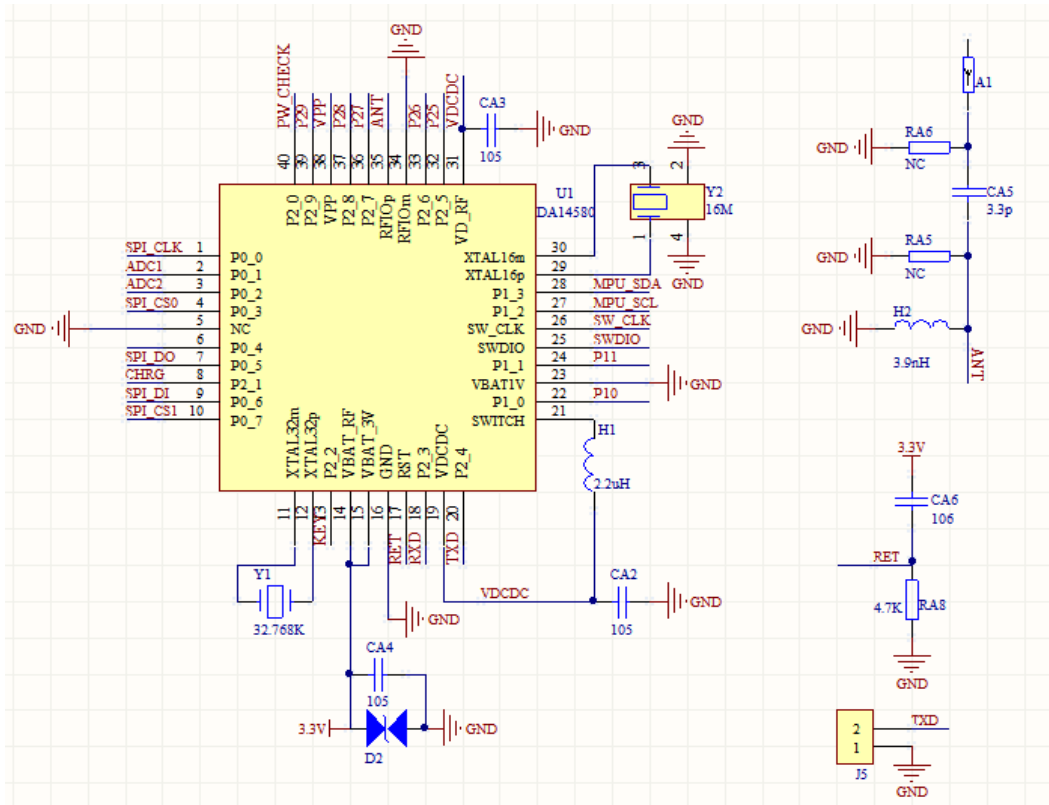 GND
PW_CHECK
P29
VPP
P28
P27
ANT
P26
P25
VDCDC
CA3
GND
105
40
39
38
37
36
35
34
33
32
31
P2_0
P2_9
VPP
P2_8
P2_7
RFIOp
RFIOm
P2_6
P2_5
VD_RF
U1
DA14580
GND
3
2
Y2
16M
1
4
GND
SPI_CLK 1 P0_0
ADC1 2 P0_1
ADC2 3 P0_2
SPI_CS0 4 P0_3
GND 5 NC
6 P0_4
SPI_DO 7 P0_5
CHRG 8 P2_1
SPI_DI 9 P0_6
SPI_CS1 10 P0_7
XTAL16m 30
XTAL16p 29
P1_3 28 MPU_SDA
P1_2 27 MPU_SCL
SW_CLK 26 SW_CLK
SWDIO 25 SWDIO
P1_1 24 P11
VBAT1V 23 GND
P1_0 22 P10
SWITCH 21
XTAL32m
XTAL32p
P2_2
VBAT_RF
VBAT_3V
GND
RST
P2_3
VDCDC
P2_4
11
12
13
14
15
16
17
18
19
20
KEY
RET
RXD
TXD
H1
2.2uH
Y1
32.768K
GND
VDCDC
CA2
GND
105
CA4
105
3.3V
GND
D2
A1
RA6
GND
NC
CA5
3.3p
RA5
GND
NC
H2
GND
3.9nH
ANT
3.3V
CA6
106
RET
4.7K RA8
GND
2 TXD
1
J5
GND